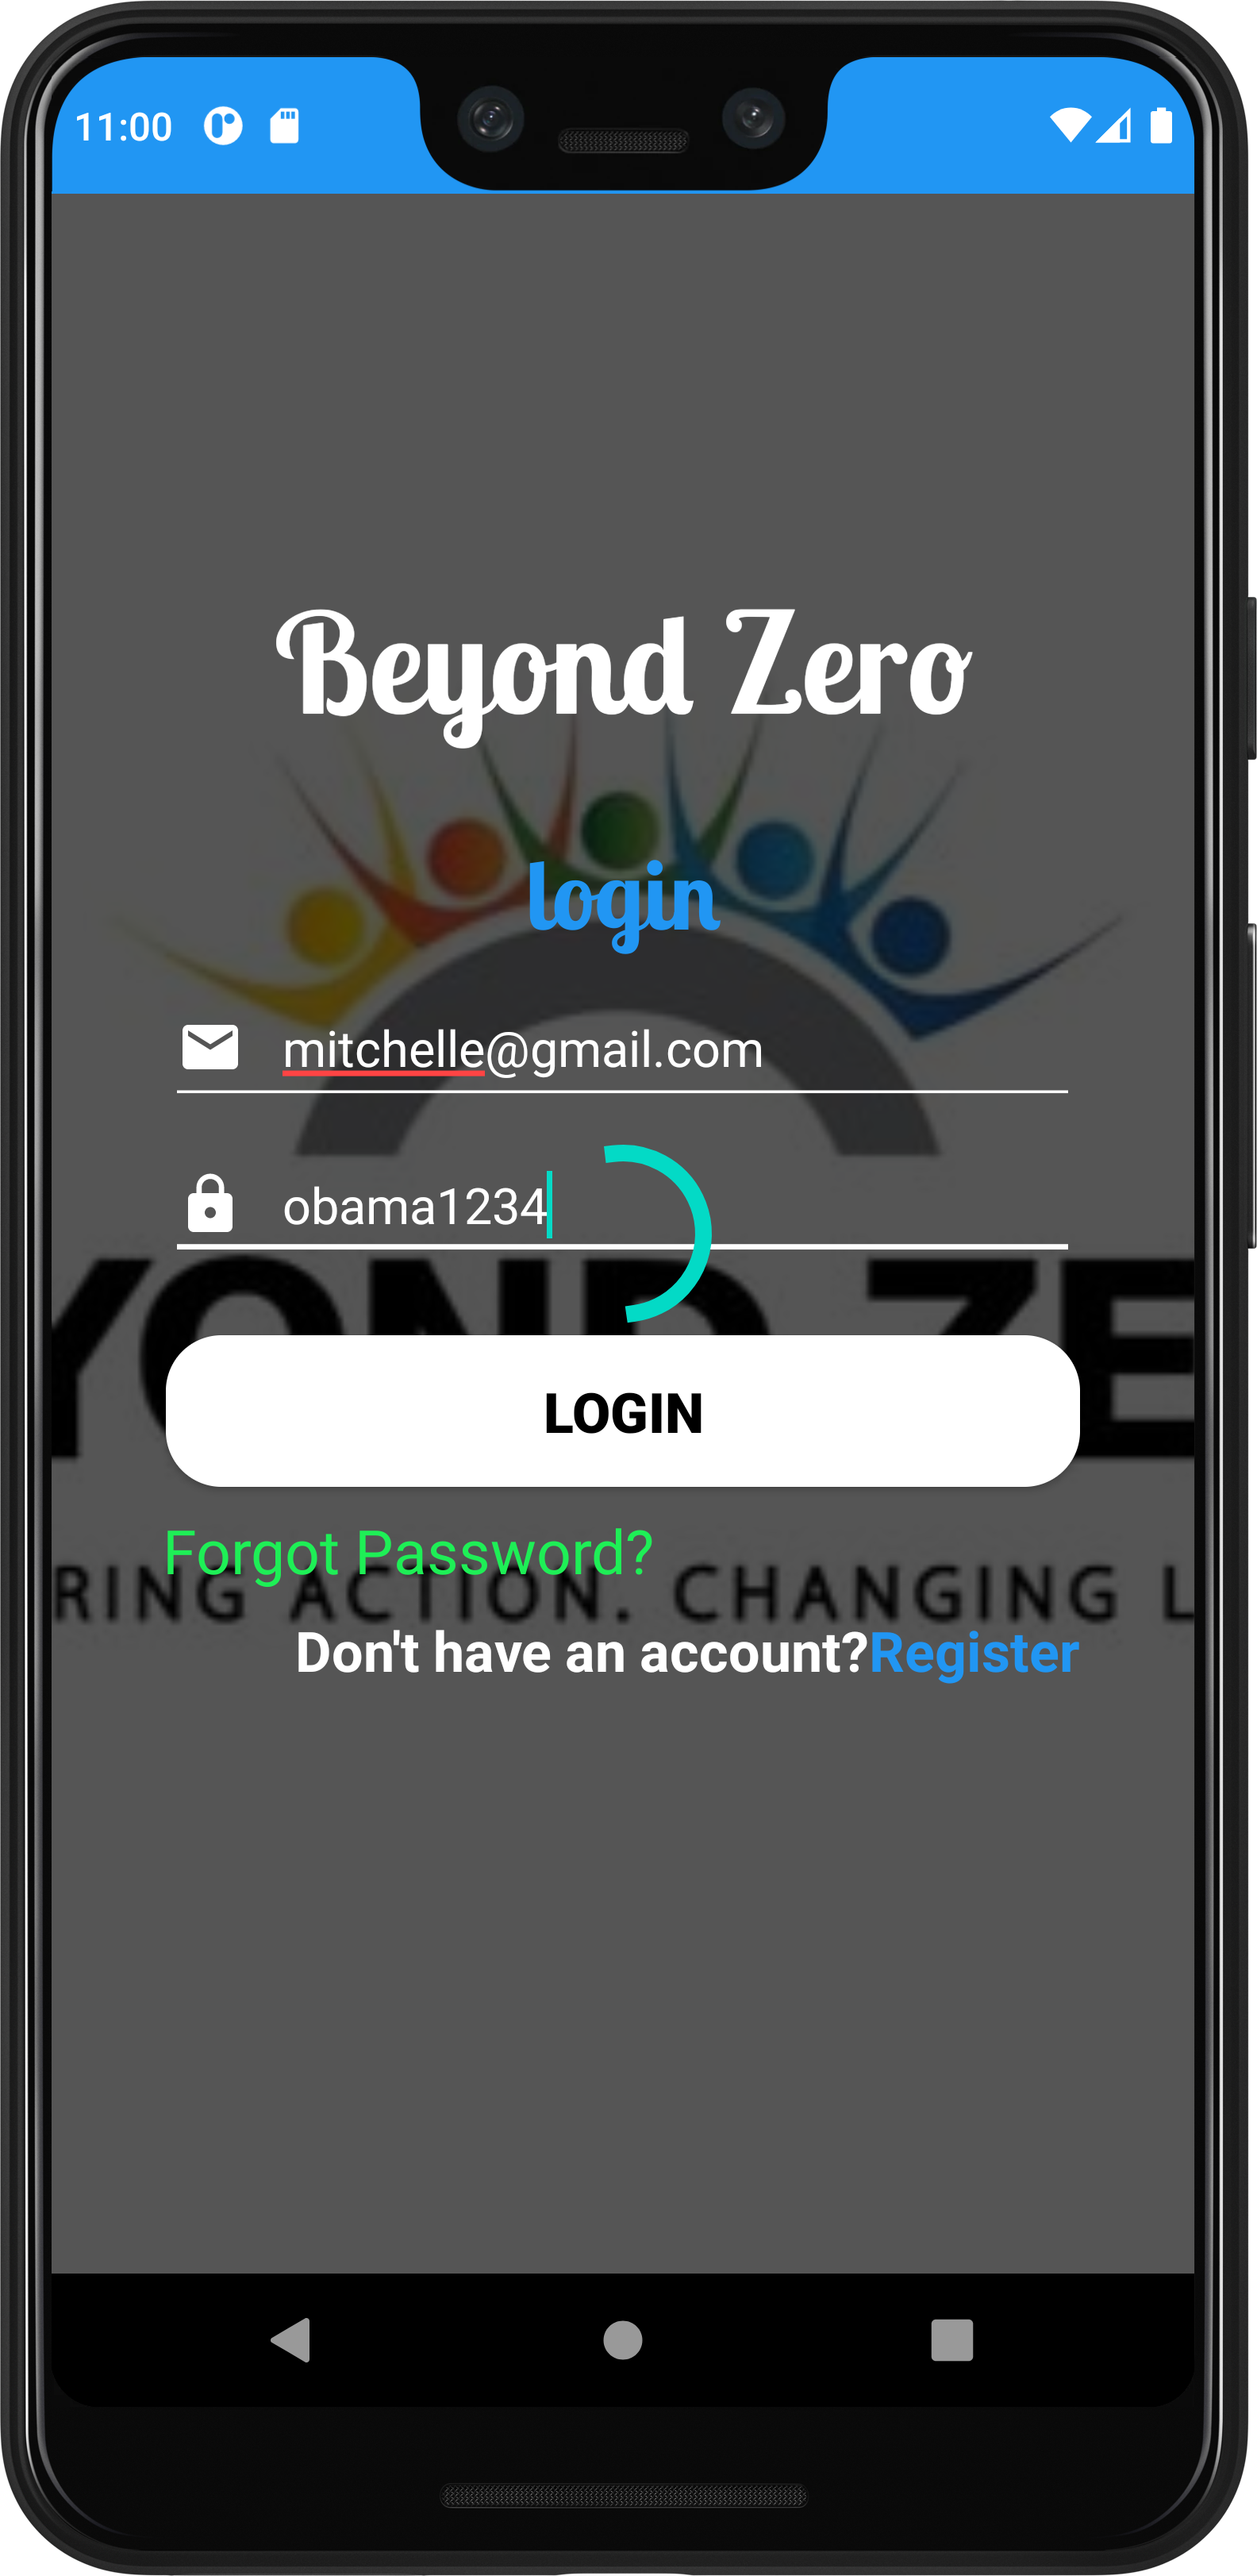 11:00
Beyond Zero
login
mitchelle@gmail.com
obama1234
YOND ZE
LOGIN
Forgot Password?
RING ACTION. CHANGING L
Don't have an account?Register